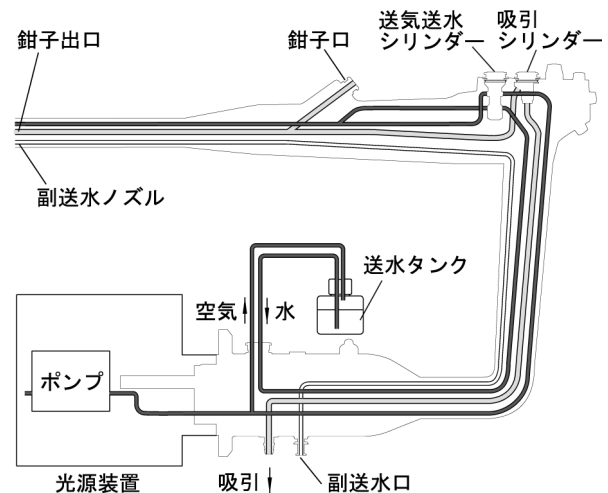 鉗子出口
鉗子口
送気送水
シリンダー
吸引
シリンダー
副送水ノズル
送水タンク
空気
水
ポンプ
光源装置
吸引
副送水口